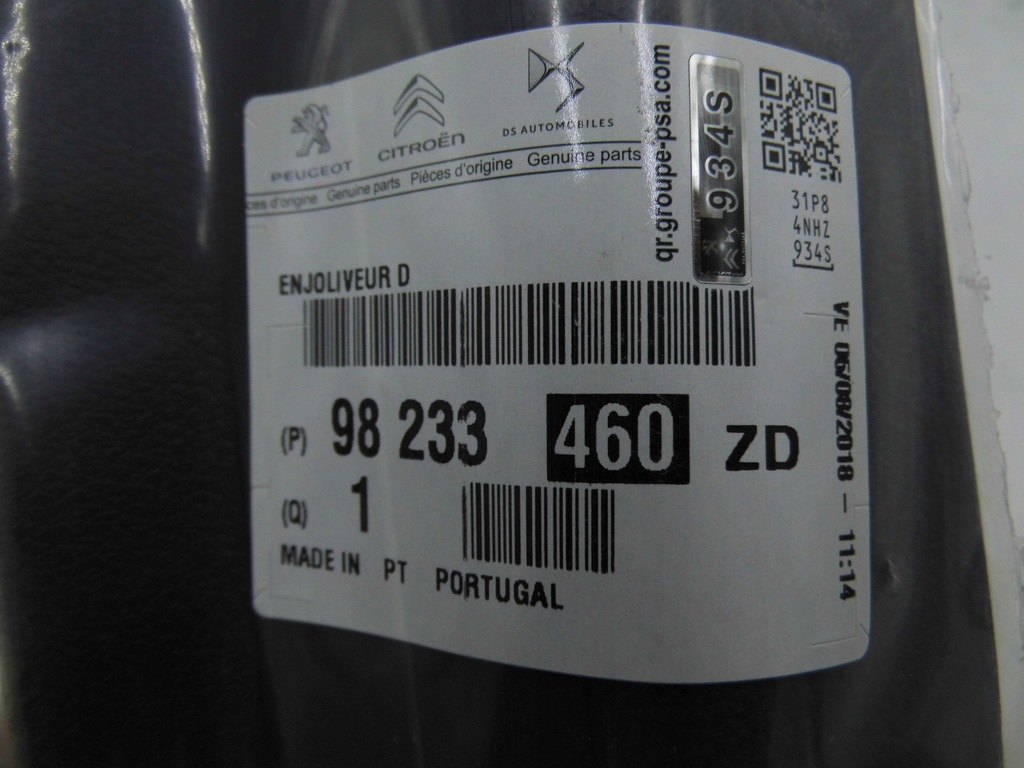 PEUGEOT
CITROËN
DS AUTOMOBILES
d'origine Genuine parts Pièces d'origine Genuine parts
qr.groupe-psa.com
934S
31P8
4NHZ
934S
ENJOLIVEUR D
(P) 98 233 460 ZD
(Q) 1
MADE IN PT PORTUGAL
VE 06/08/2018 - 11:14